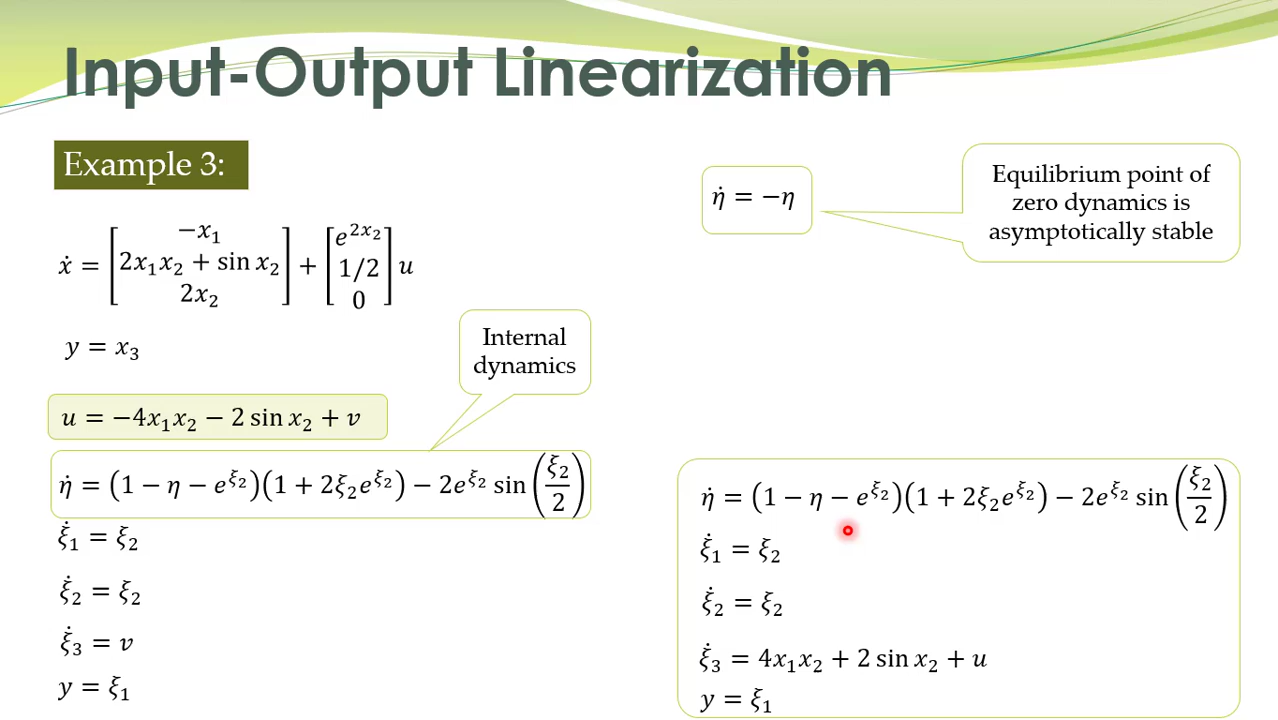 Input-Output Linearization
Example 3:
ẋ = [−x₁; 2x₁x₂ + sin x₂; 2x₂] + [e^{2x₂}; 1/2; 0] u
y = x₃
Internal
dynamics
u = −4x₁x₂ − 2 sin x₂ + v
η̇ = (1 − η − e^{ξ₂})(1 + 2ξ₂e^{ξ₂}) − 2e^{ξ₂} sin(ξ₂/2)
ξ̇₁ = ξ₂
ξ̇₂ = ξ₂
ξ̇₃ = v
y = ξ₁
η̇ = −η
Equilibrium point of
zero dynamics is
asymptotically stable
η̇ = (1 − η − e^{ξ₂})(1 + 2ξ₂e^{ξ₂}) − 2e^{ξ₂} sin(ξ₂/2)
ξ̇₁ = ξ₂
ξ̇₂ = ξ₂
ξ̇₃ = 4x₁x₂ + 2 sin x₂ + u
y = ξ₁